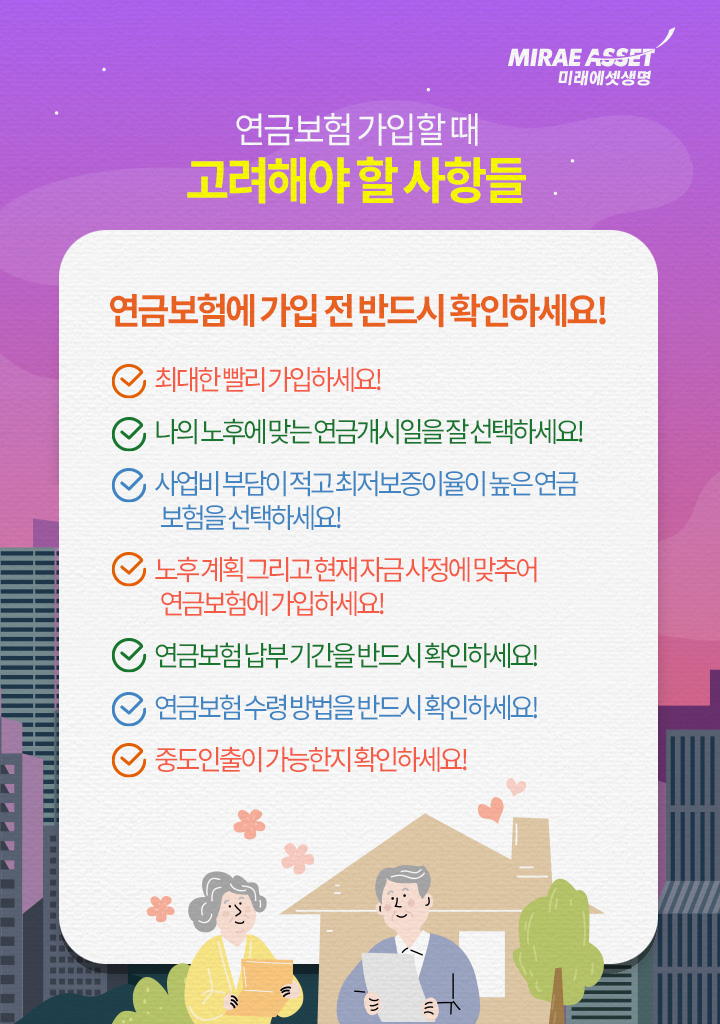 MIRAE ASSET
미래에셋생명
연금보험 가입할 때
고려해야 할 사항들
연금보험에 가입 전 반드시 확인하세요!
최대한 빨리 가입하세요!
나의 노후에 맞는 연금개시일을 잘 선택하세요!
사업비 부담이 적고 최저보증이율이 높은 연금
보험을 선택하세요!
노후 계획 그리고 현재 자금 사정에 맞추어
연금보험에 가입하세요!
연금보험 납부 기간을 반드시 확인하세요!
연금보험 수령 방법을 반드시 확인하세요!
중도인출이 가능한지 확인하세요!